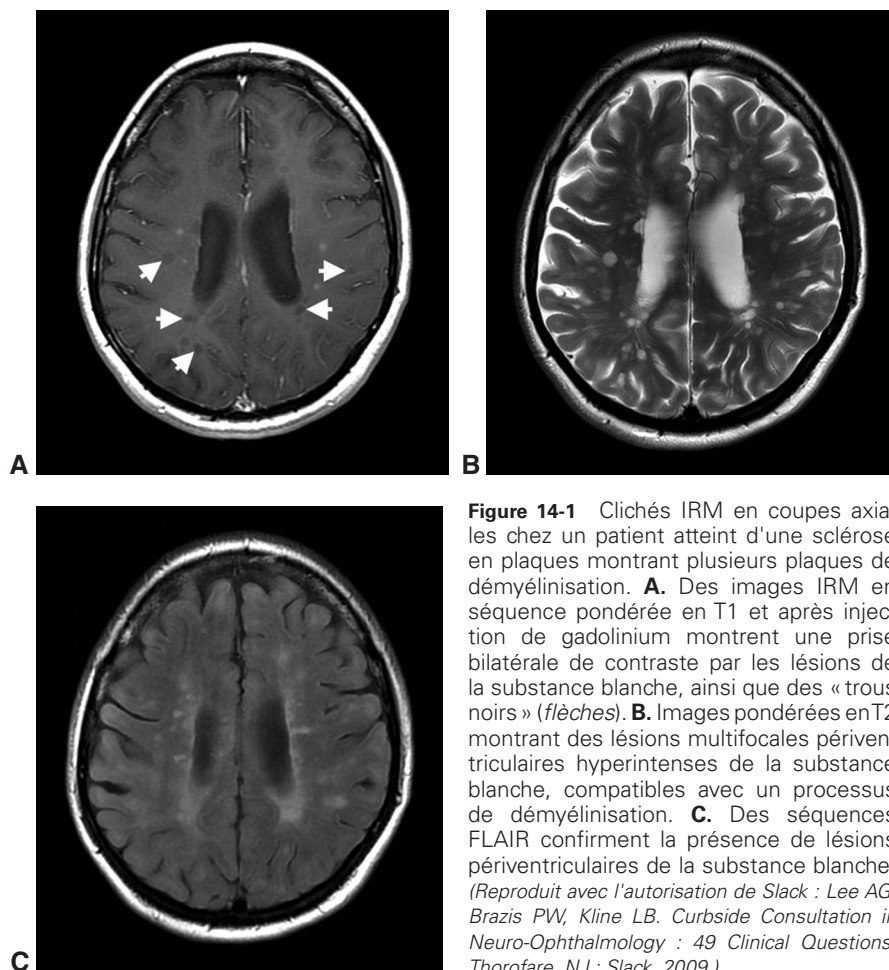 A
B
Figure 14-1 Clichés IRM en coupes axia
les chez un patient atteint d'une sclérose
en plaques montrant plusieurs plaques de
démyélinisation. A. Des images IRM en
séquence pondérée en T1 et après injec
tion de gadolinium montrent une prise
bilatérale de contraste par les lésions de
la substance blanche, ainsi que des « trous
noirs » (flèches). B. Images pondérées en T2
montrant des lésions multifocales périven
triculaires hyperintenses de la substance
blanche, compatibles avec un processus
de démyélinisation. C. Des séquences
FLAIR confirment la présence de lésions
périventriculaires de la substance blanche
(Reproduit avec l'autorisation de Slack : Lee AG
Brazis PW, Kline LB. Curbside Consultation i
Neuro-Ophthalmology : 49 Clinical Questions
Thorofare, NJ : Slack, 2009.)
C